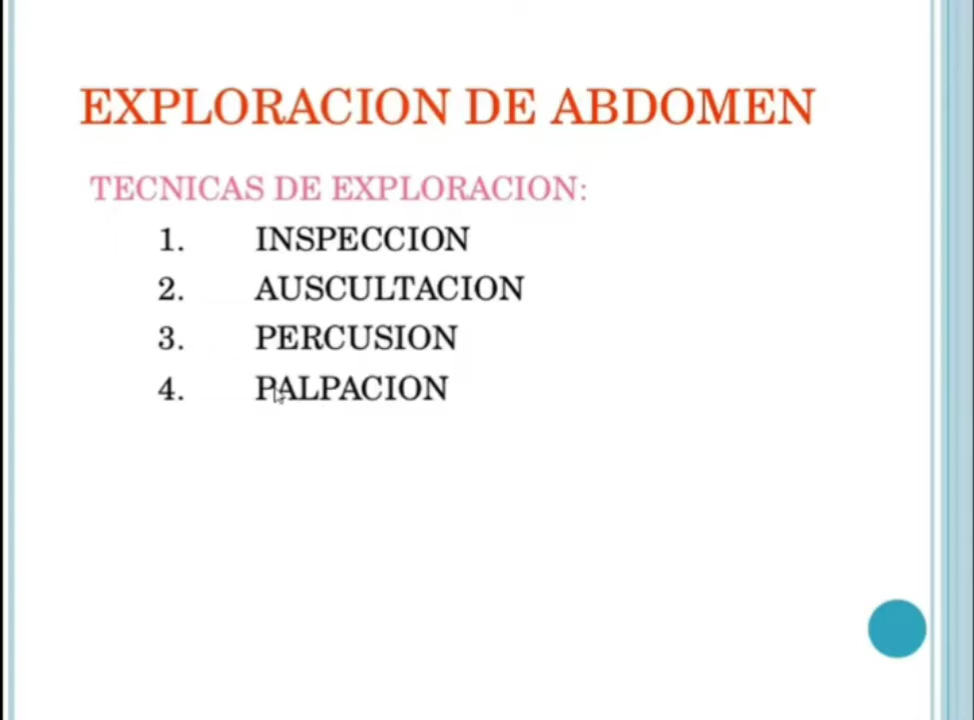 EXPLORACION DE ABDOMEN
TECNICAS DE EXPLORACION:
1. INSPECCION
2. AUSCULTACION
3. PERCUSION
4. PALPACION